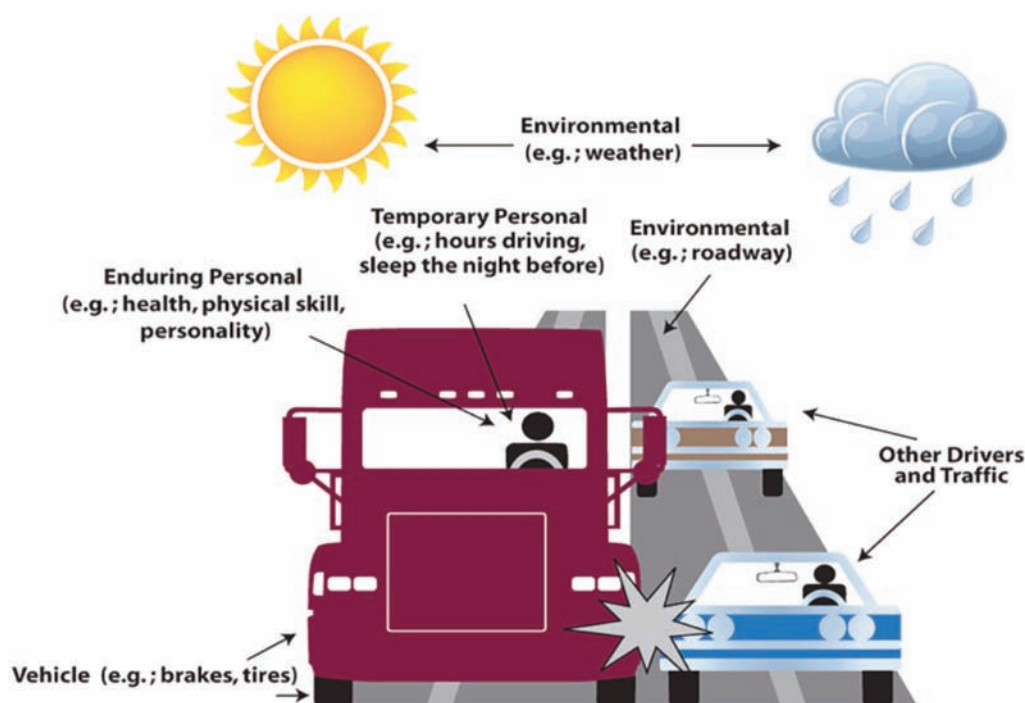 Environmental
(e.g.; weather)
Temporary Personal
(e.g.; hours driving,
sleep the night before)
Environmental
(e.g.; roadway)
Enduring Personal
(e.g.; health, physical skill,
personality)
Other Drivers
and Traffic
Vehicle (e.g.; brakes, tires)